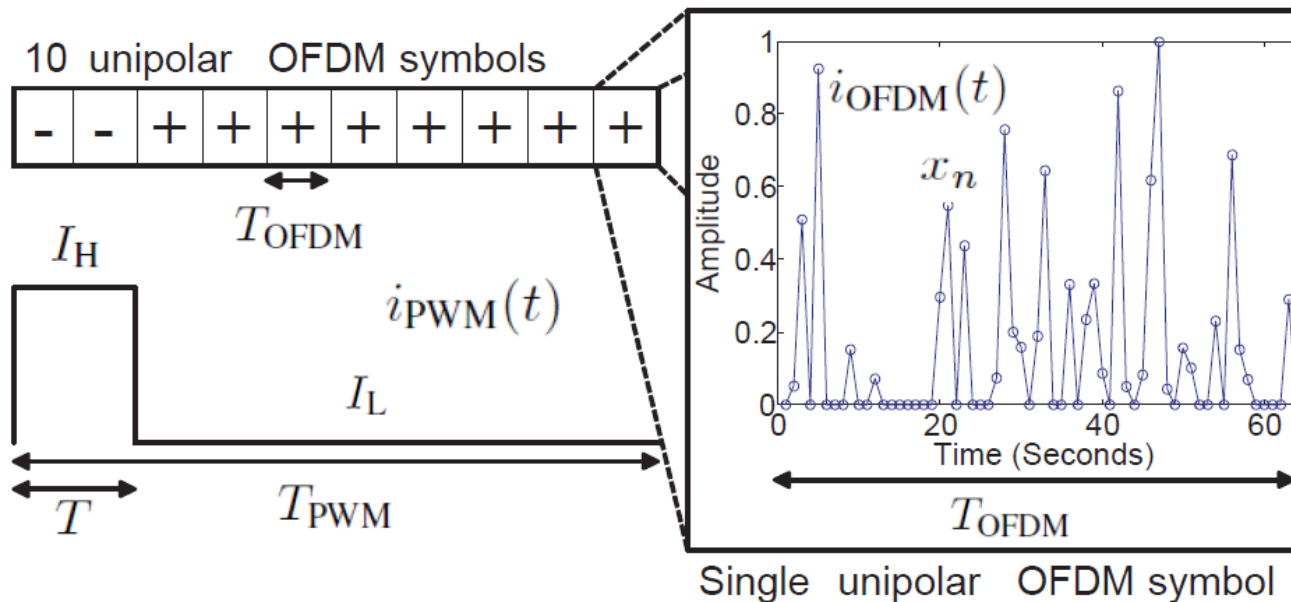 10 unipolar OFDM symbols
- - + + + + + + + +
T_OFDM
I_H
i_PWM(t)
I_L
T
T_PWM
1
0.8
0.6
0.4
0.2
0
Amplitude
i_OFDM(t)
x_n
0 20 40 60
Time (Seconds)
T_OFDM
Single unipolar OFDM symbol